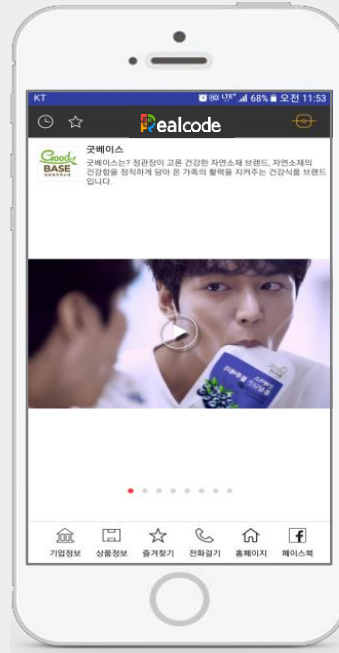 KT LTE 68% 오전 11:53
Realcode
굿베이스
Good BASE
굿베이스는? 정관장이 고른 건강한 자연소재 브랜드, 자연소재의
건강함을 정직하게 담아 온 가족의 활력을 지켜주는 건강식품 브랜드
입니다.
기업정보 상품정보 즐겨찾기 전화걸기 홈페이지 페이스북